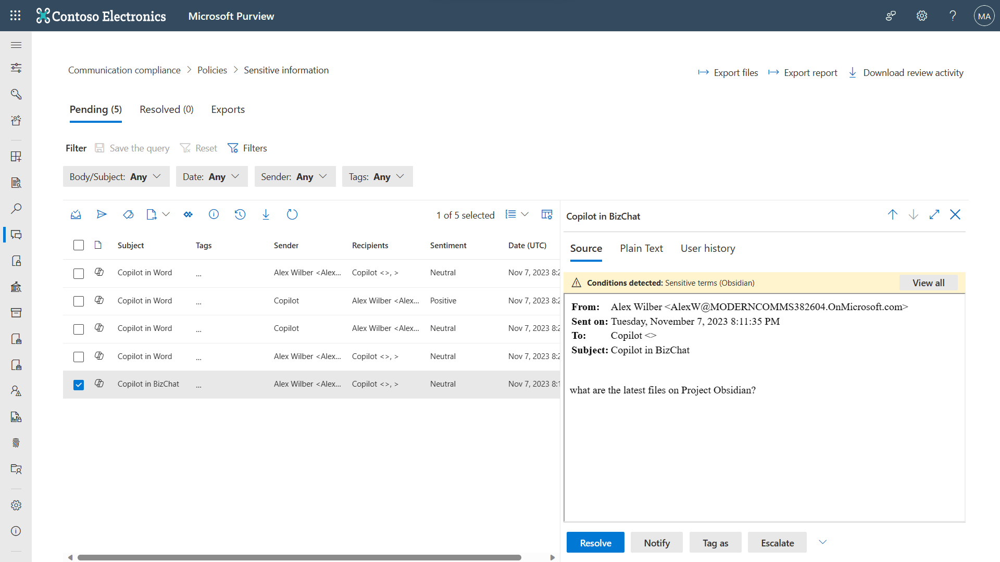 Contoso Electronics
Microsoft Purview
MA
Communication compliance > Policies > Sensitive information
Export files
Export report
Download review activity
Pending (5)
Resolved (0)
Exports
Filter
Save the query
Reset
Filters
Body/Subject: Any
Date: Any
Sender: Any
Tags: Any
1 of 5 selected
Subject Tags Sender Recipients Sentiment Date (UTC)
Copilot in Word ... Alex Wilber <Alex... Copilot <>, > Neutral Nov 7, 2023 8:2
Copilot in Word ... Copilot Alex Wilber <Alex... Positive Nov 7, 2023 8:2
Copilot in Word ... Copilot Alex Wilber <Alex... Neutral Nov 7, 2023 8:2
Copilot in Word ... Alex Wilber <Alex... Copilot <>, > Neutral Nov 7, 2023 8:2
Copilot in BizChat ... Alex Wilber <Alex... Copilot <>, > Neutral Nov 7, 2023 8:1
Copilot in BizChat
Source
Plain Text
User history
Conditions detected: Sensitive terms (Obsidian)
View all
From: Alex Wilber <AlexW@MODERNCOMMS382604.OnMicrosoft.com>
Sent on: Tuesday, November 7, 2023 8:11:35 PM
To: Copilot <>
Subject: Copilot in BizChat
what are the latest files on Project Obsidian?
Resolve
Notify
Tag as
Escalate